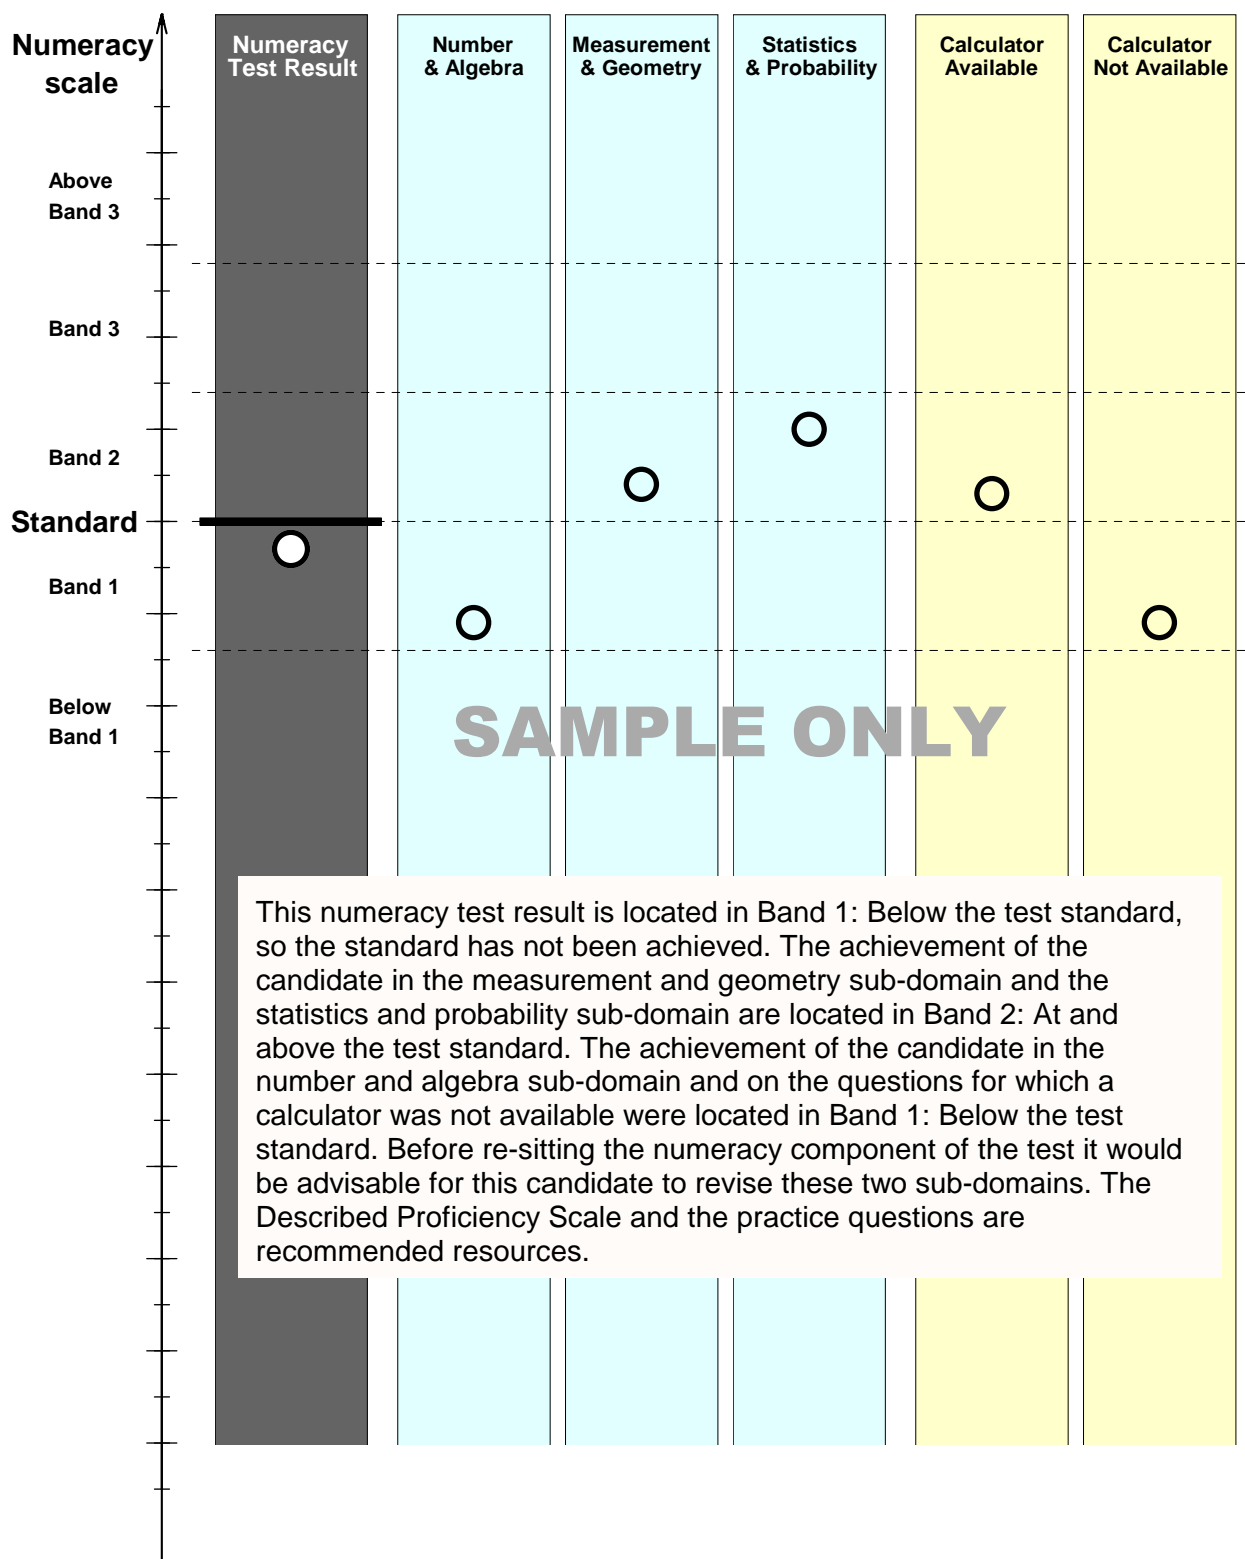 Numeracy
scale
Numeracy
Test Result
Number
& Algebra
Measurement
& Geometry
Statistics
& Probability
Calculator
Available
Calculator
Not Available
Above
Band 3
Band 3
Band 2
Standard
Band 1
Below
Band 1
SAMPLE ONLY
This numeracy test result is located in Band 1: Below the test standard,
so the standard has not been achieved. The achievement of the
candidate in the measurement and geometry sub-domain and the
statistics and probability sub-domain are located in Band 2: At and
above the test standard. The achievement of the candidate in the
number and algebra sub-domain and on the questions for which a
calculator was not available were located in Band 1: Below the test
standard. Before re-sitting the numeracy component of the test it would
be advisable for this candidate to revise these two sub-domains. The
Described Proficiency Scale and the practice questions are
recommended resources.